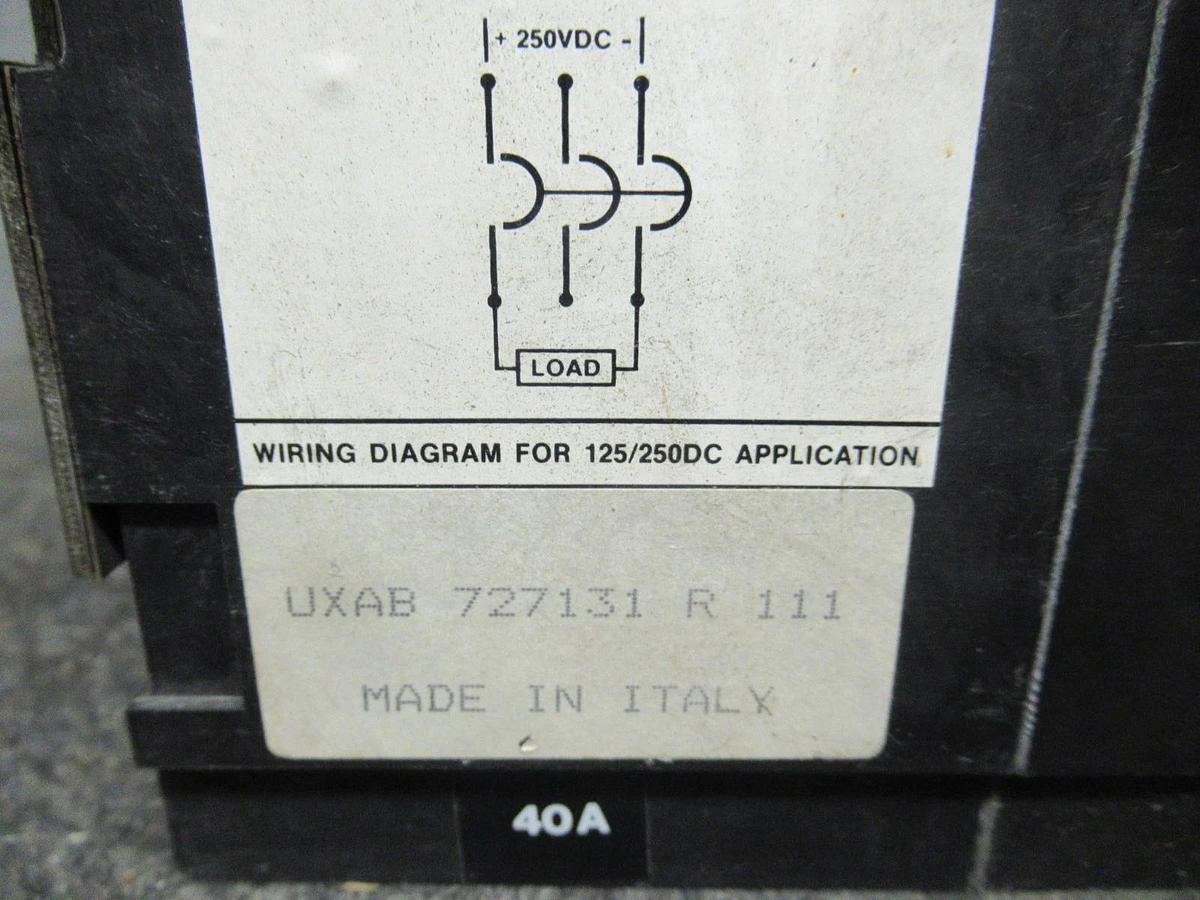 + 250VDC -
LOAD
WIRING DIAGRAM FOR 125/250DC APPLICATION
UXAB 727131 R 111
MADE IN ITALY
40A